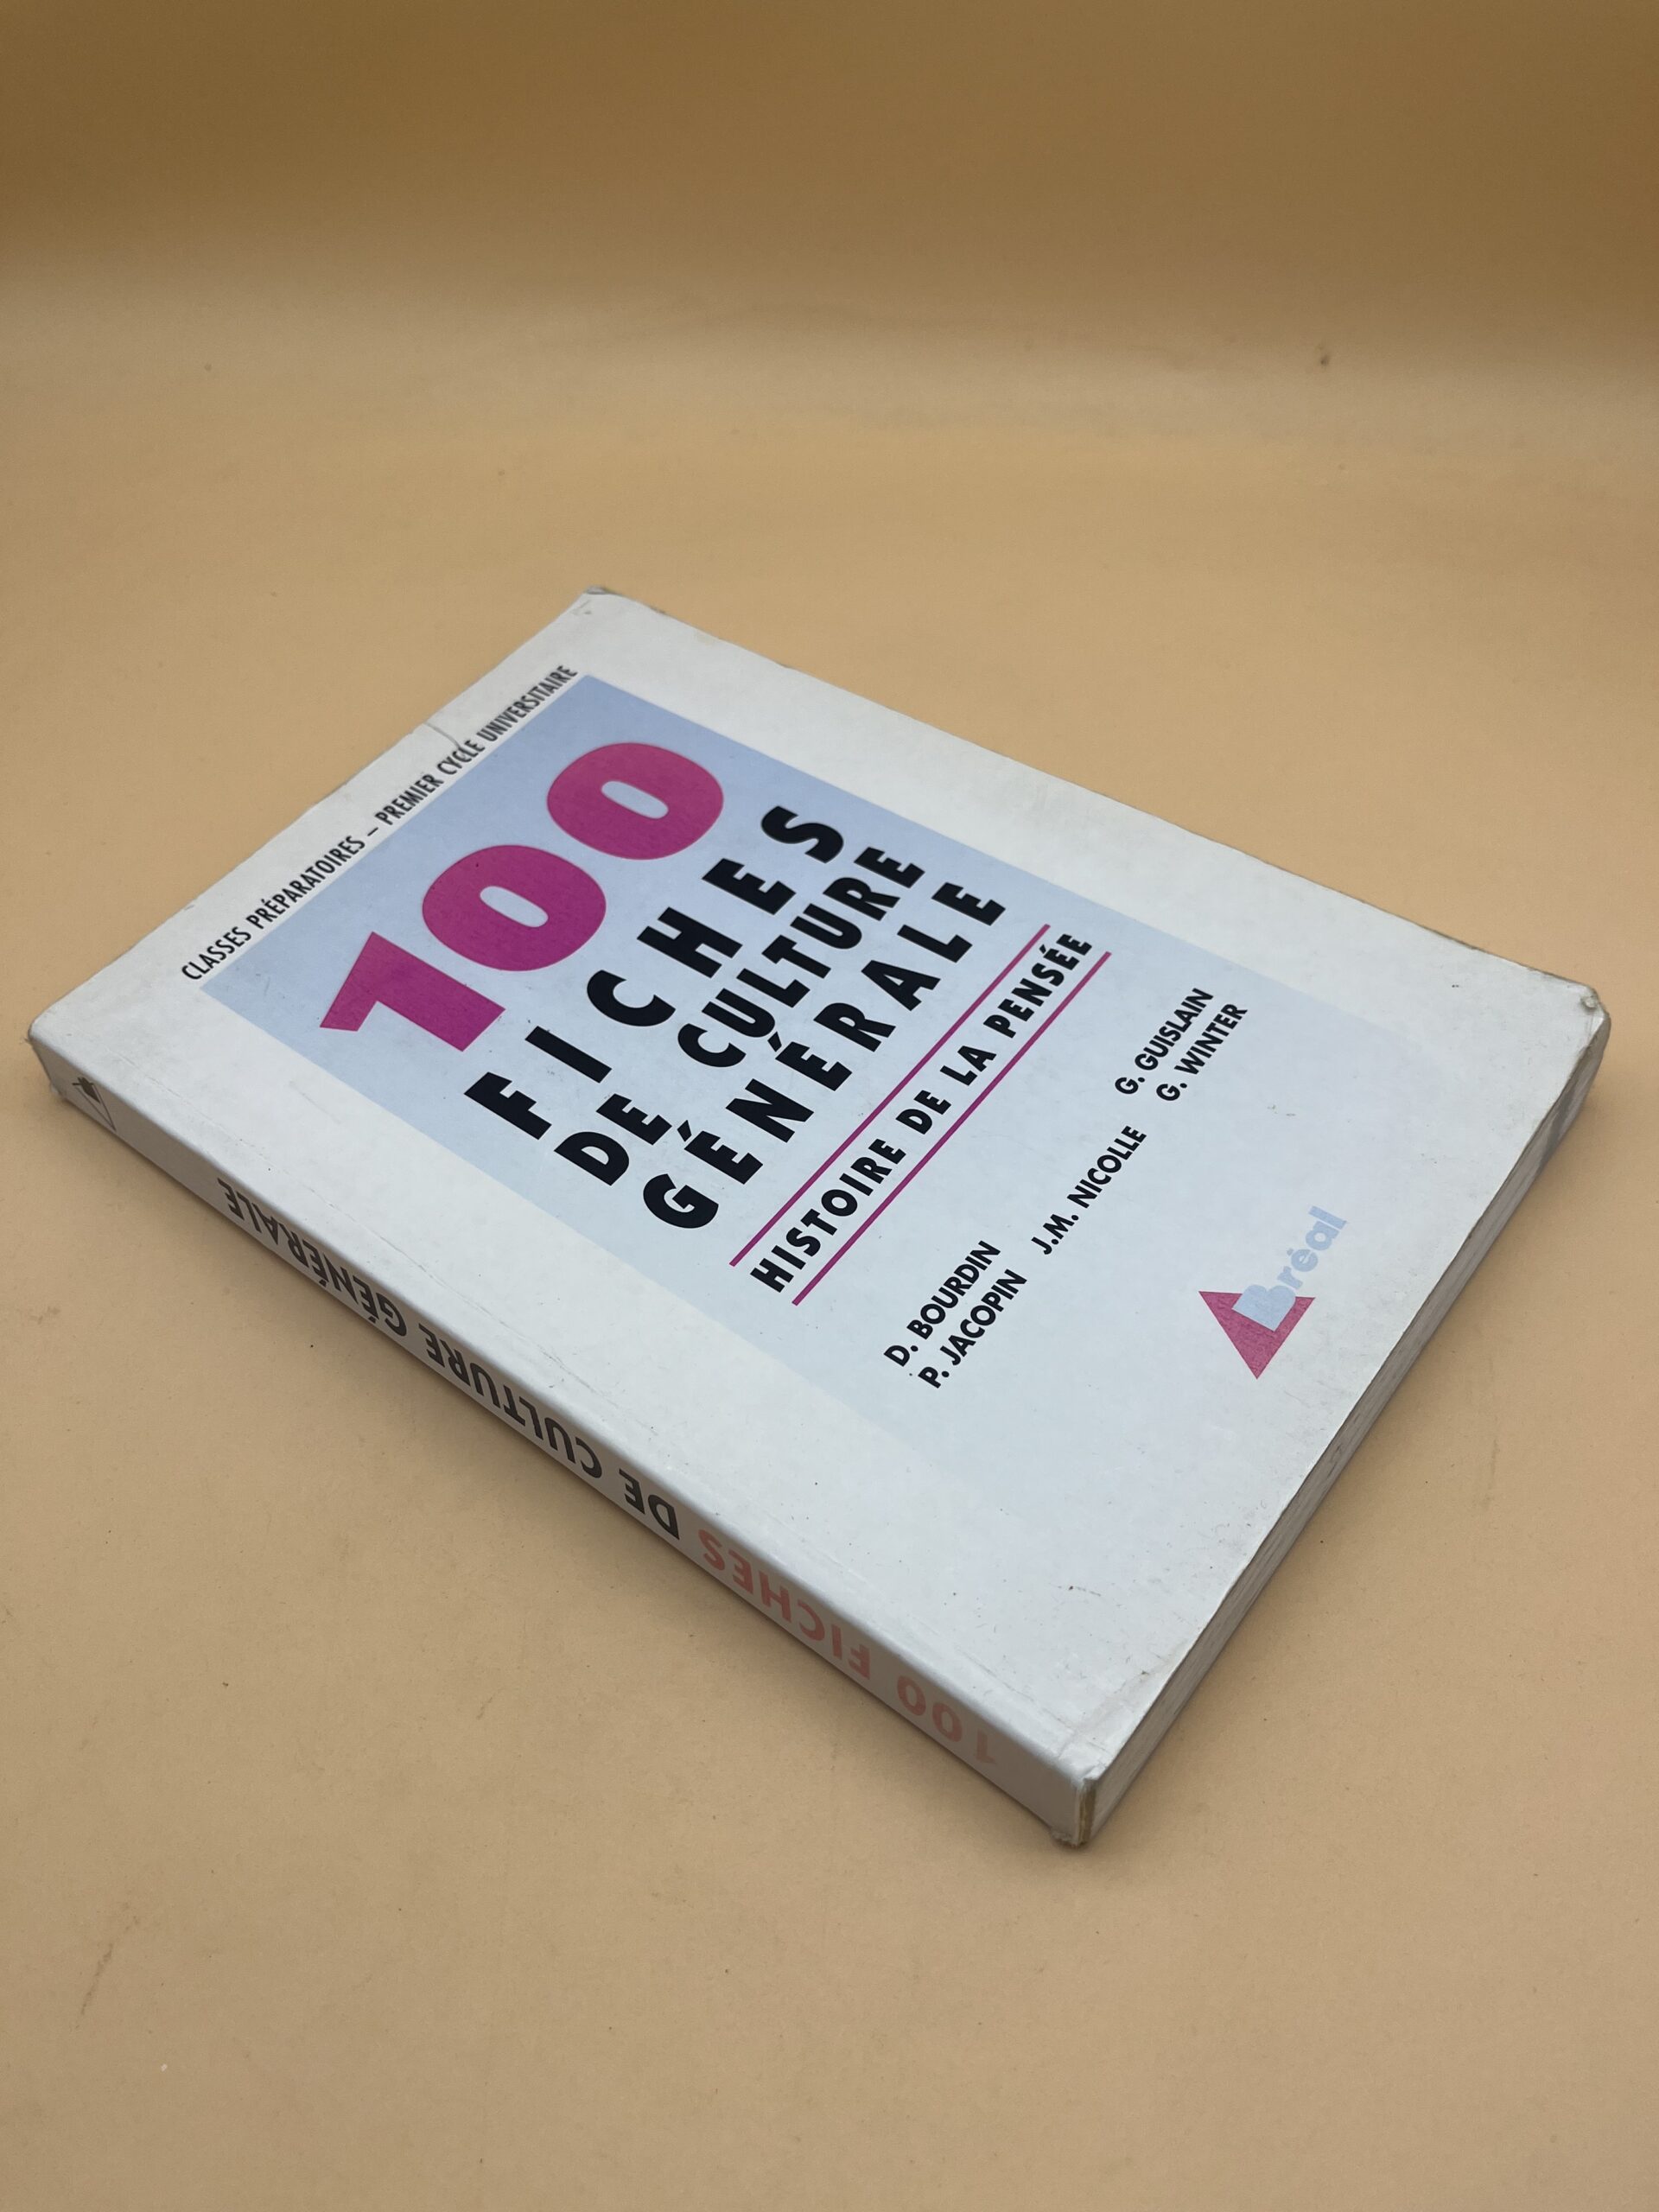 CLASSES PRÉPARATOIRES – PREMIER CYCLE UNIVERSITAIRE
100
FICHES
DE CULTURE
GÉNÉRALE
HISTOIRE DE LA PENSÉE
D. BOURDIN G. GUISLAIN
P. JACOPIN J.M. NICOLLE G. WINTER
Bréal
100 FICHES DE CULTURE GÉNÉRALE